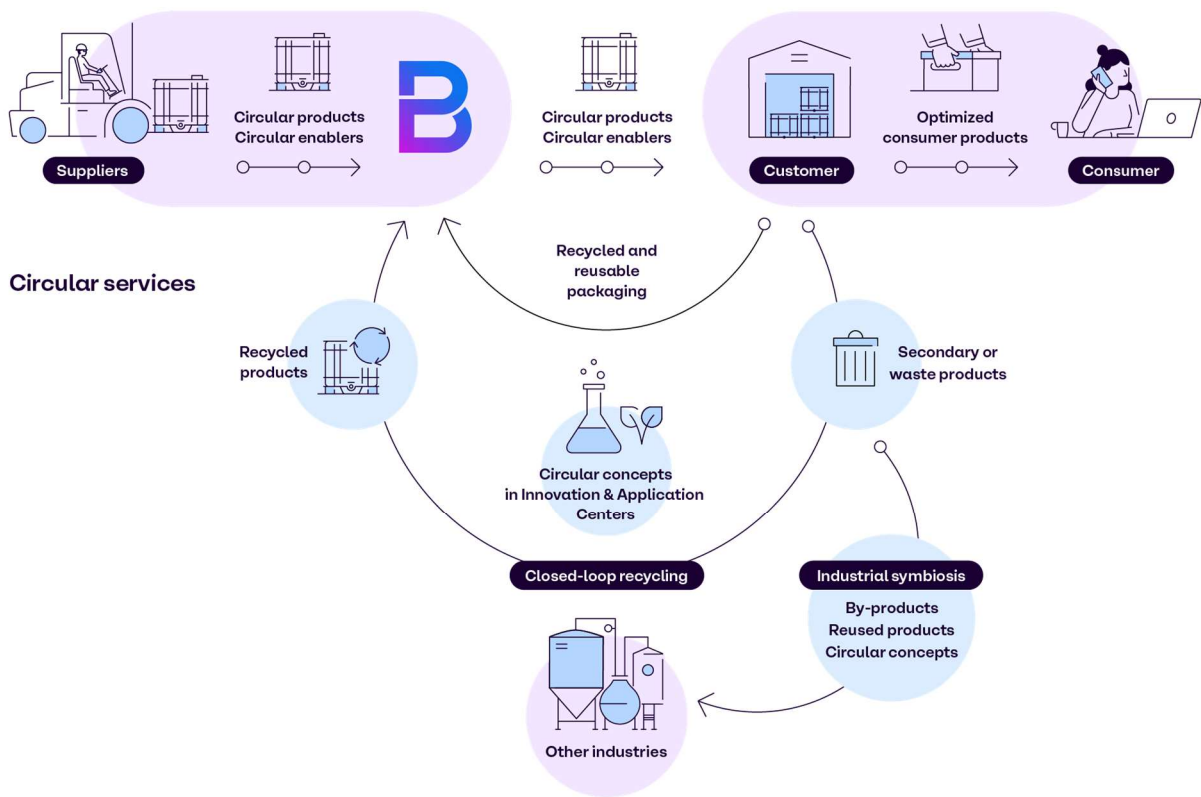 Circular products
Circular enablers
Circular products
Circular enablers
Optimized
consumer products
Suppliers
Customer
Consumer
Recycled and
reusable
packaging
Circular services
Recycled
products
Secondary or
waste products
Circular concepts
in Innovation & Application
Centers
Closed-loop recycling
Industrial symbiosis
By-products
Reused products
Circular concepts
Other industries